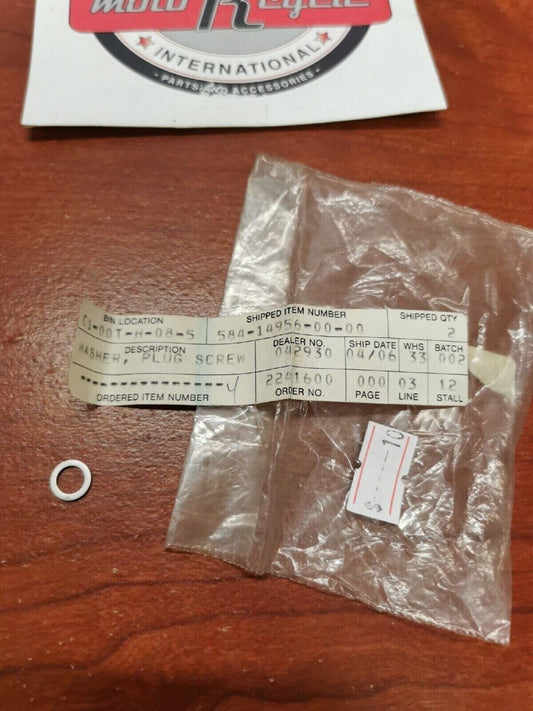 Moto R cycle
INTERNATIONAL
- PARTS AND ACCESSORIES -
BIN LOCATION SHIPPED ITEM NUMBER SHIPPED QTY
C1-00T-H-08-5 584-14956-00-00 2
DESCRIPTION DEALER NO. SHIP DATE WHS BATCH
WASHER, PLUG SCREW 042930 04/06 33 002
----------------Y 2241600 000 03 12
ORDERED ITEM NUMBER ORDER NO. PAGE LINE STALL
$-----10